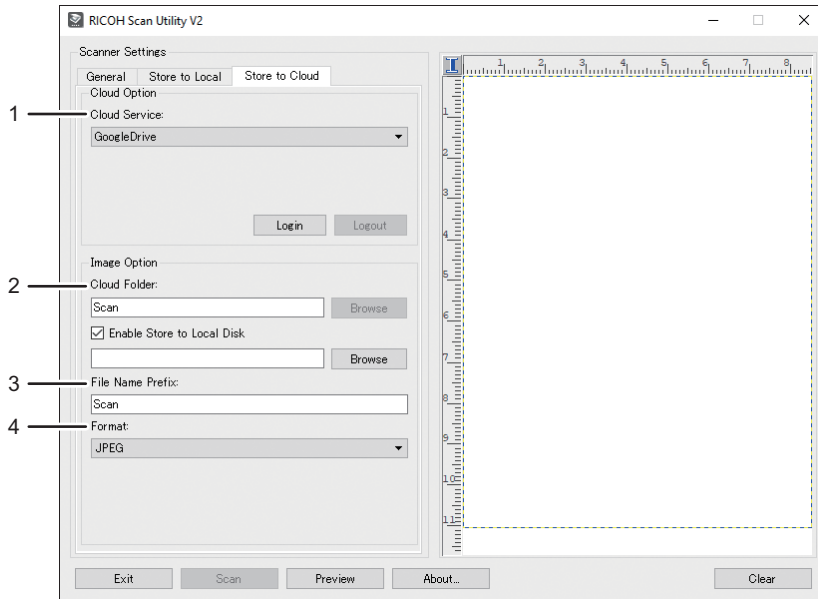 RICOH Scan Utility V2
Scanner Settings
General Store to Local Store to Cloud
Cloud Option
1 Cloud Service:
GoogleDrive
Login Logout
Image Option
2 Cloud Folder:
Scan Browse
Enable Store to Local Disk
Browse
3 File Name Prefix:
Scan
4 Format:
JPEG
1 2 3 4 5 6 7 8
1
2
3
4
5
6
7
8
9
10
11
Exit Scan Preview About... Clear